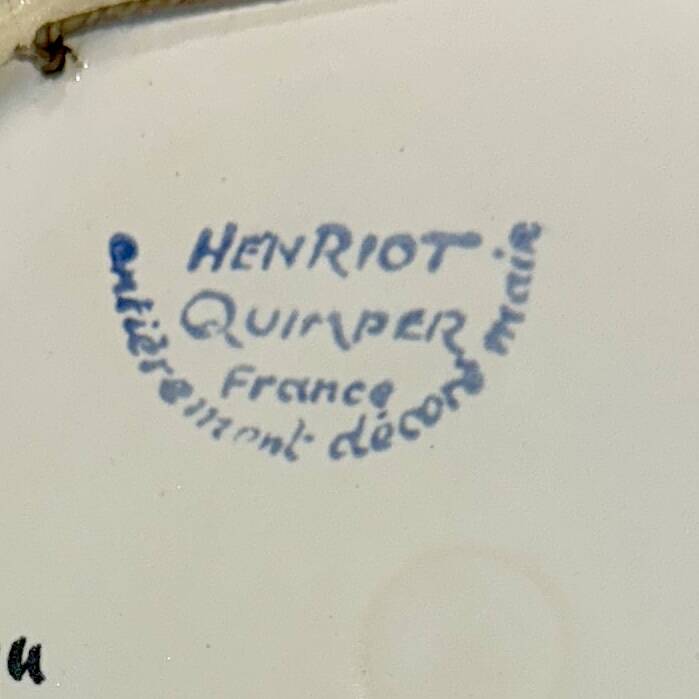 HENRIOT
QUIMPER
France
entièrement décoré main
u